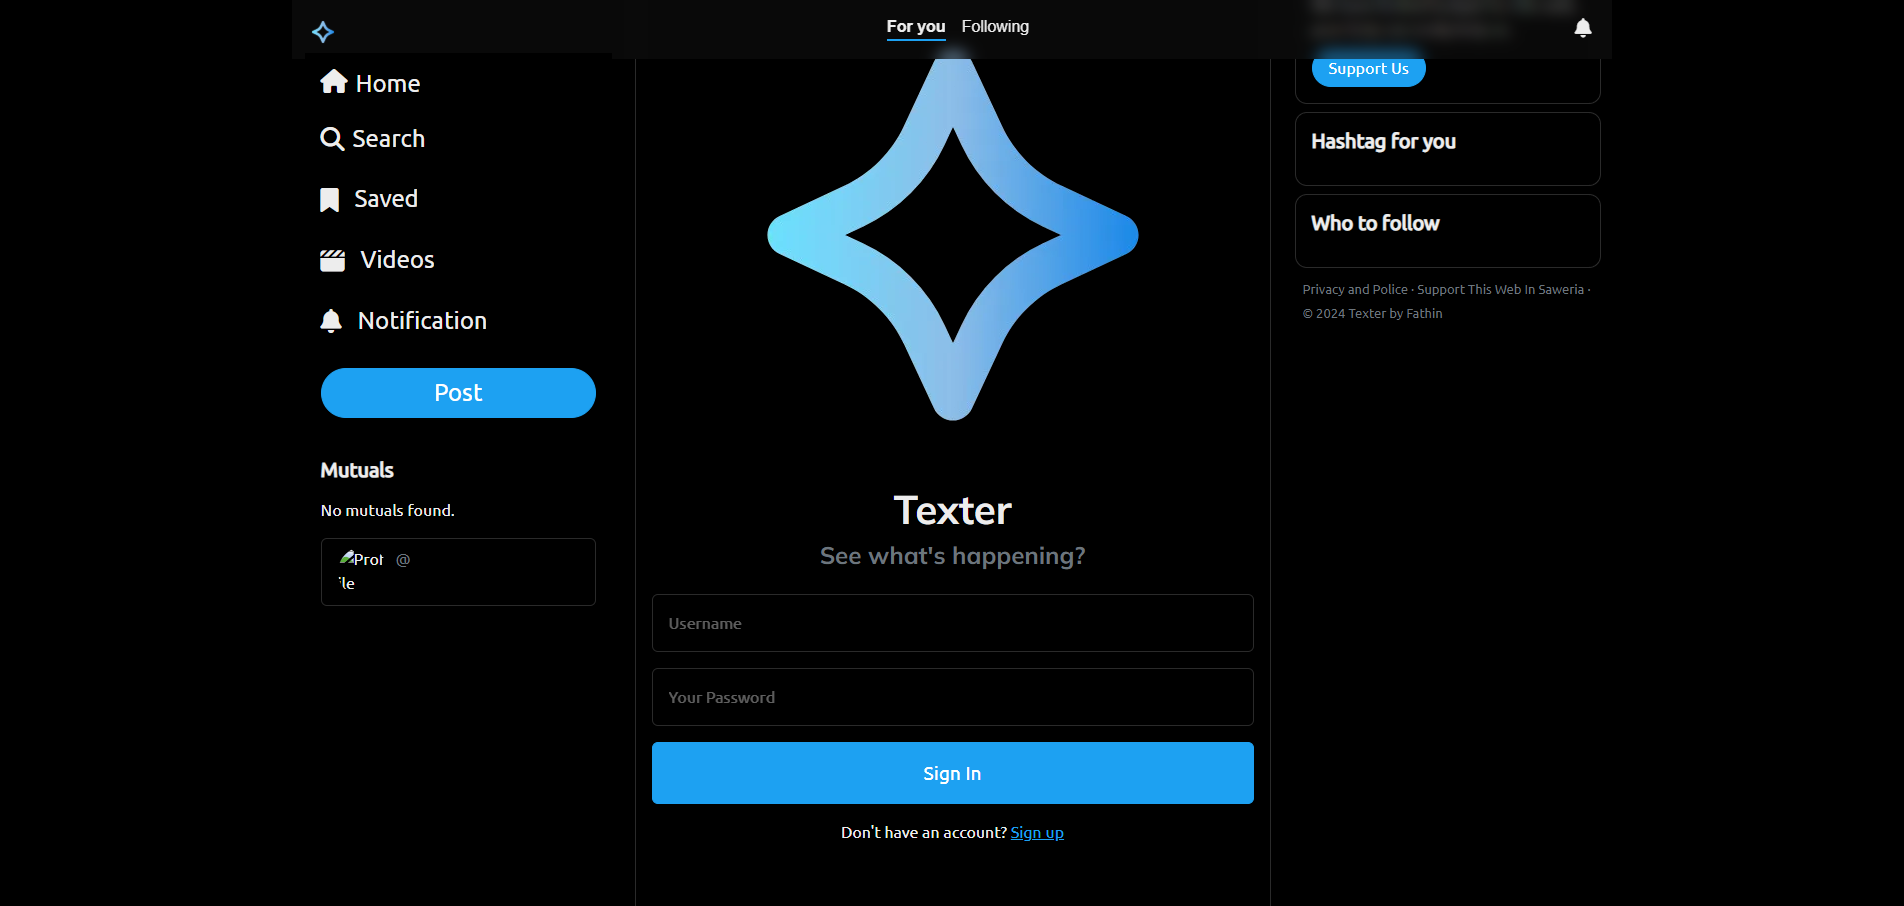 For you
Following
Home
Search
Saved
Videos
Notification
Post
Mutuals
No mutuals found.
Prof
ile
@
Texter
See what's happening?
Username
Your Password
Sign In
Don't have an account? Sign up
Support Us
Hashtag for you
Who to follow
Privacy and Police · Support This Web In Saweria ·
© 2024 Texter by Fathin